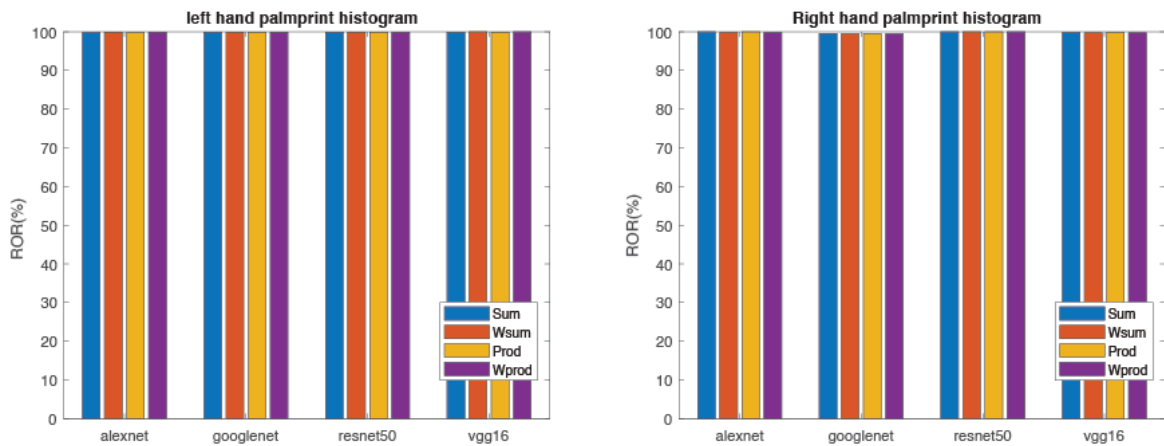 left hand palmprint histogram
100
90
80
70
60
50
40
30
20
10
0
ROR(%)
alexnet googlenet resnet50 vgg16
Sum
Wsum
Prod
Wprod
Right hand palmprint histogram
100
90
80
70
60
50
40
30
20
10
0
ROR(%)
alexnet googlenet resnet50 vgg16
Sum
Wsum
Prod
Wprod